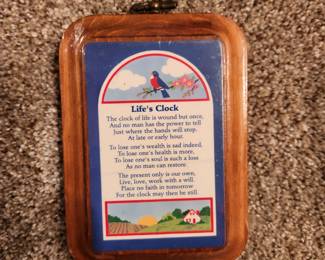 Life's Clock
The clock of life is wound but once,
And no man has the power to tell
Just where the hands will stop,
At late or early hour.
To lose one's wealth is sad indeed,
To lose one's health is more,
To lose one's soul is such a loss
As no man can restore.
The present only is our own,
Live, love, work with a will.
Place no faith in tomorrow
For the clock may then be still.